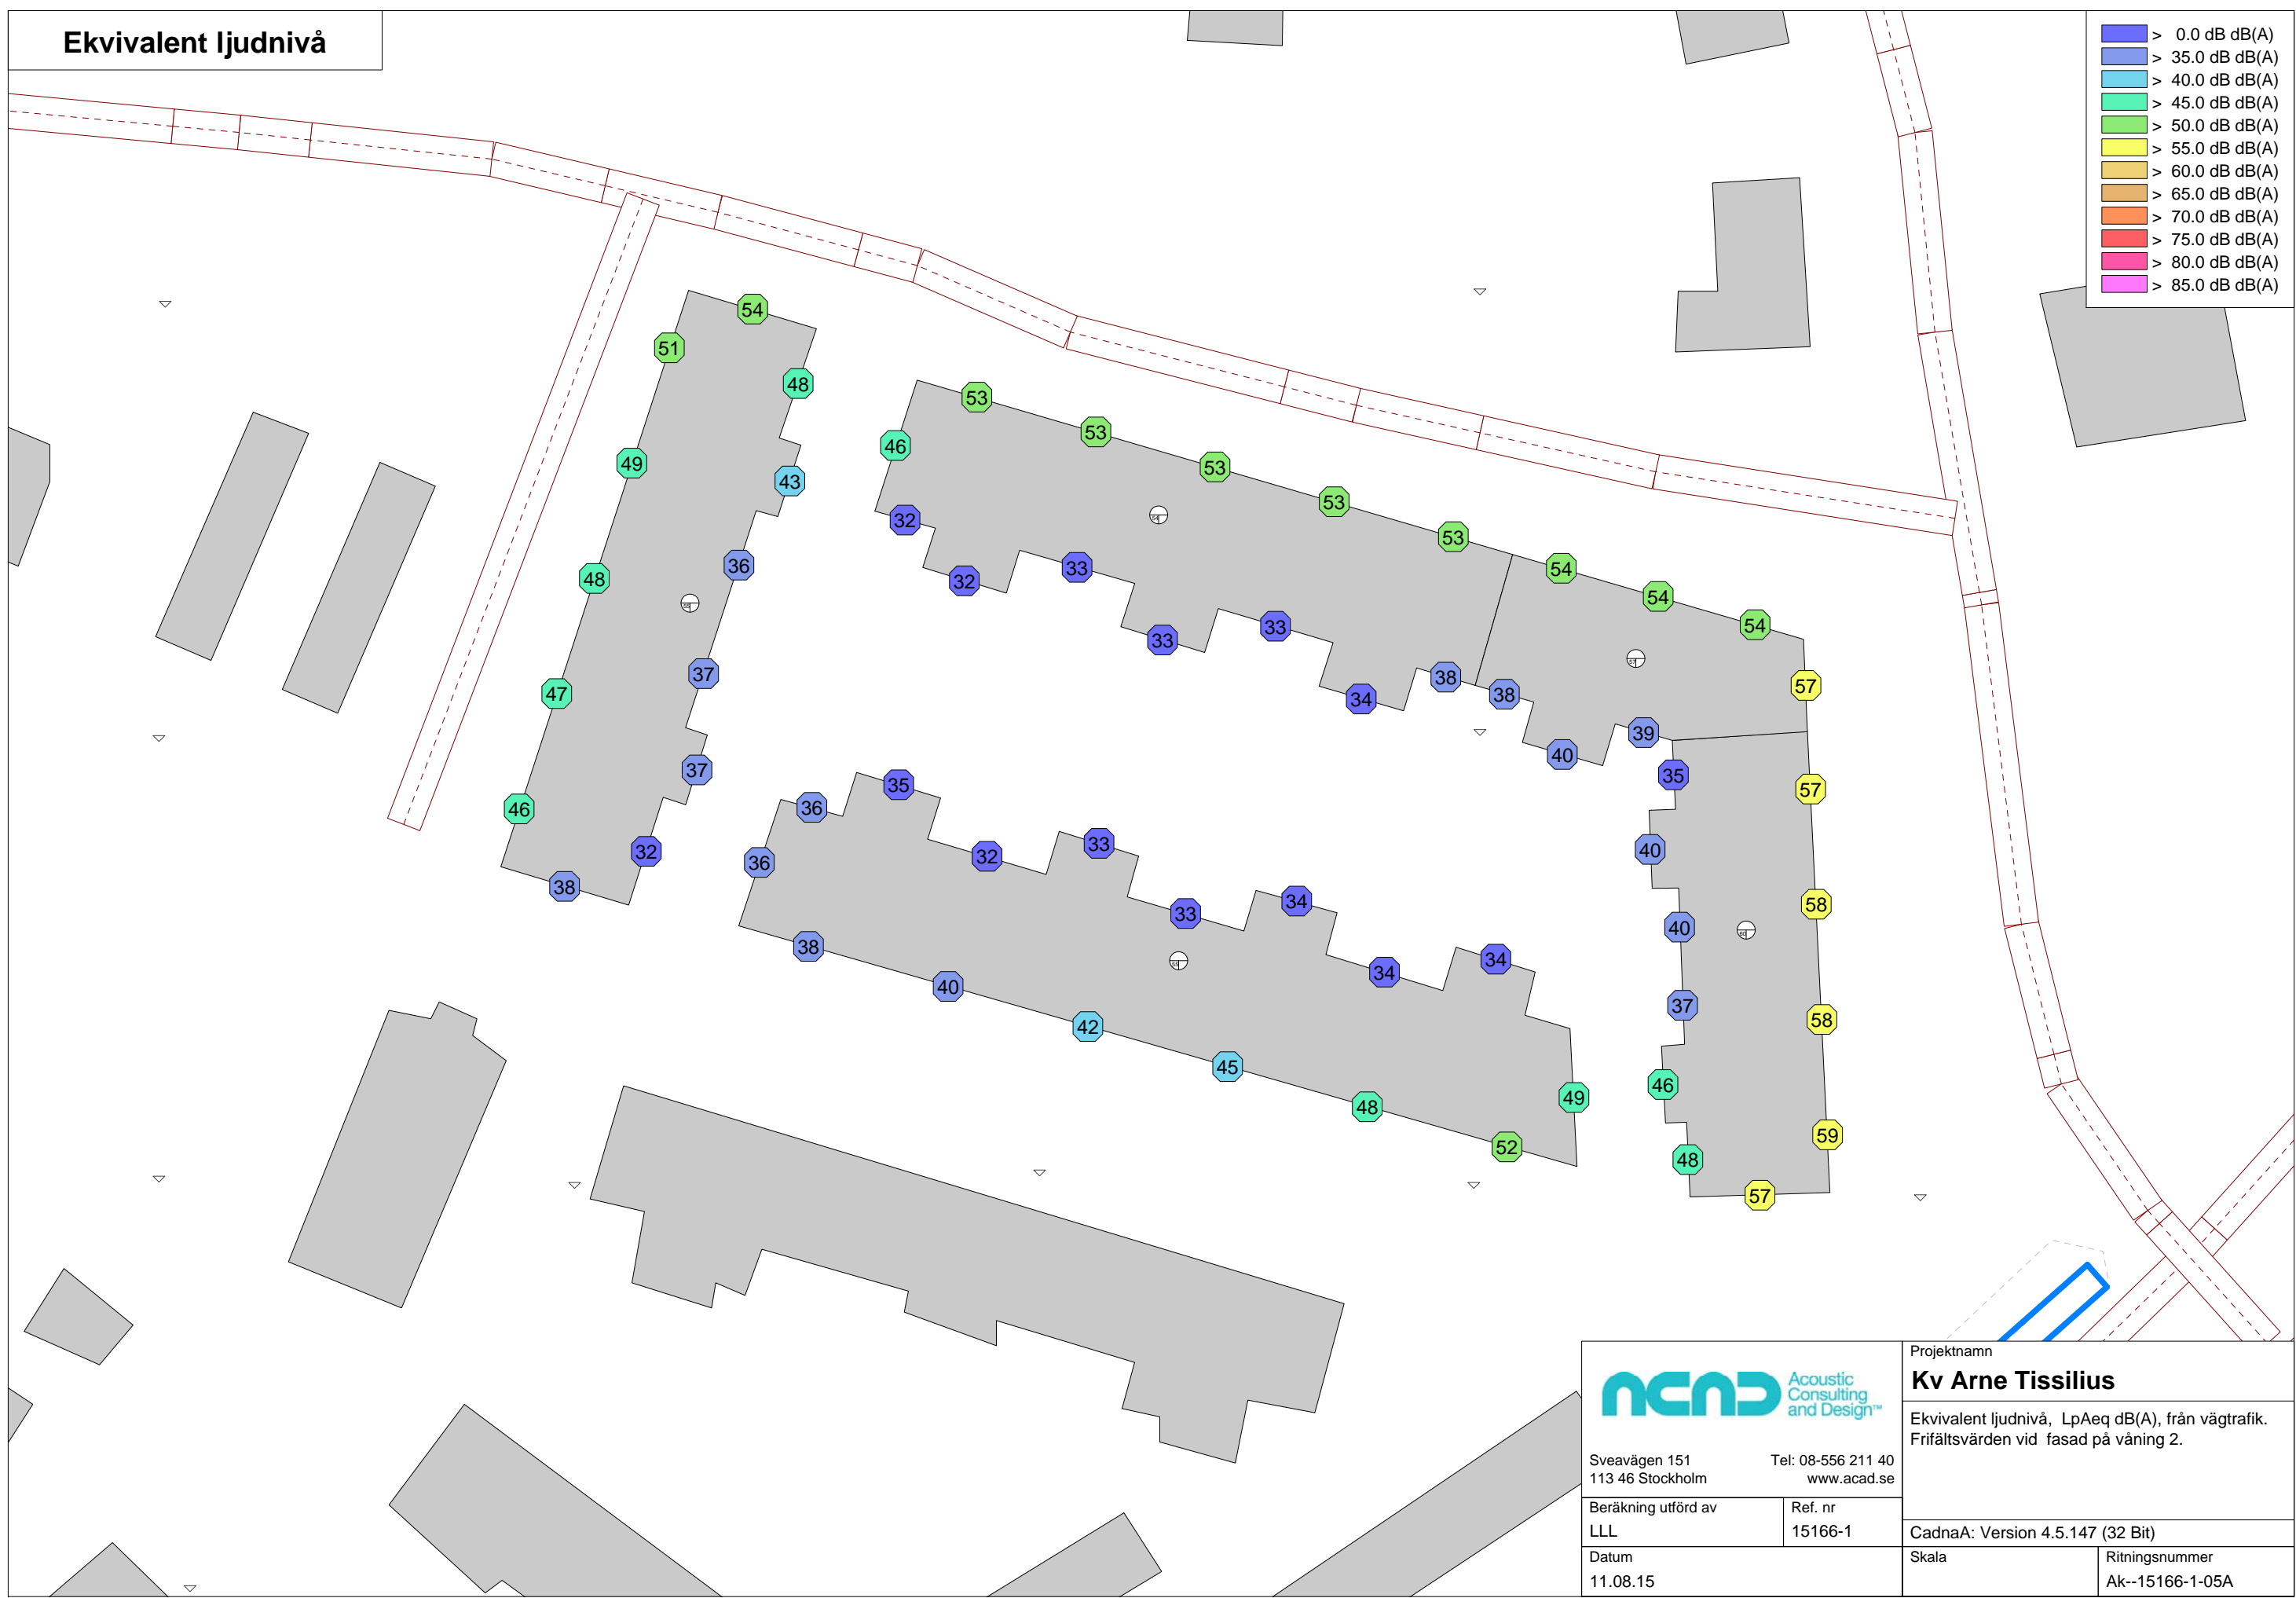 Ekvivalent ljudnivå
> 0.0 dB dB(A)
> 35.0 dB dB(A)
> 40.0 dB dB(A)
> 45.0 dB dB(A)
> 50.0 dB dB(A)
> 55.0 dB dB(A)
> 60.0 dB dB(A)
> 65.0 dB dB(A)
> 70.0 dB dB(A)
> 75.0 dB dB(A)
> 80.0 dB dB(A)
> 85.0 dB dB(A)
54
51
48
49
43
48
36
47
37
37
46
32
38
53
53
53
53
53
46
32
32
33
33
33
34
38
54
54
54
57
38
40
39
35
57
40
58
40
37
58
46
59
48
57
35
36
36
32
33
33
34
34
34
38
40
42
45
48
49
52
ACAD
Acoustic
Consulting
and Design™
Sveavägen 151 Tel: 08-556 211 40
113 46 Stockholm www.acad.se
Beräkning utförd av
LLL
Ref. nr
15166-1
Datum
11.08.15
Projektnamn
Kv Arne Tissilius
Ekvivalent ljudnivå, LpAeq dB(A), från vägtrafik.
Frifältsvärden vid fasad på våning 2.
CadnaA: Version 4.5.147 (32 Bit)
Skala
Ritningsnummer
Ak--15166-1-05A